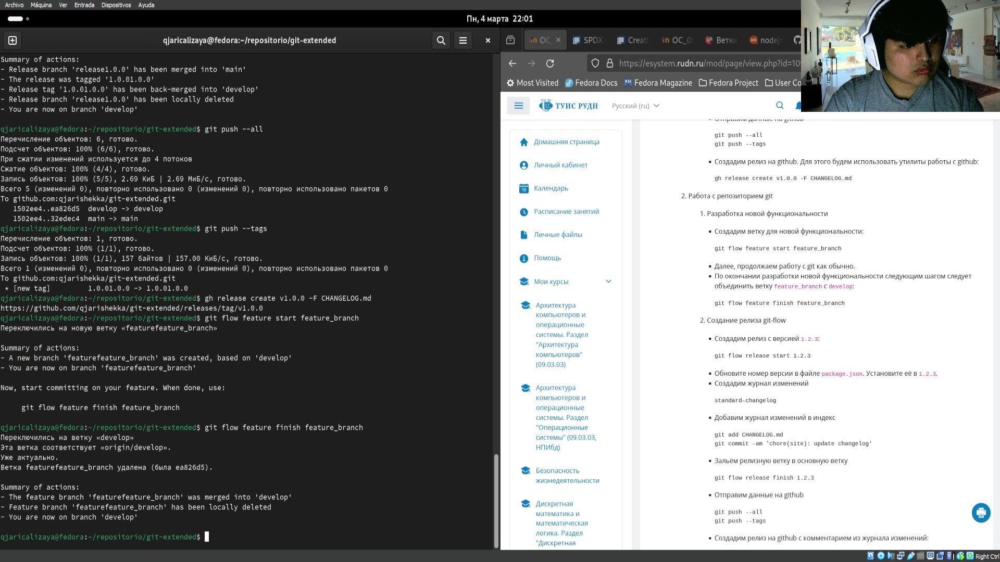 Archivo Máquina Ver Entrada Dispositivos Ayuda
Пн, 4 марта 22:01
qjaricalizaya@fedora:~/repositorio/git-extended
Summary of actions:
- Release branch 'release1.0.0' has been merged into 'main'
- The release was tagged '1.0.01.0.0'
- Release tag '1.0.01.0.0' has been back-merged into 'develop'
- Release branch 'release1.0.0' has been locally deleted
- You are now on branch 'develop'
qjaricalizaya@fedora:~/repositorio/git-extended$ git push --all
Перечисление объектов: 6, готово.
Подсчет объектов: 100% (6/6), готово.
При сжатии изменений используется до 4 потоков
Сжатие объектов: 100% (4/4), готово.
Запись объектов: 100% (5/5), 2.69 КиБ | 2.69 МиБ/с, готово.
Всего 5 (изменений 0), повторно использовано 0 (изменений 0), повторно использовано пакетов 0
To github.com:qjarishekka/git-extended.git
1502ee4..ea826d5 develop -> develop
1502ee4..32edec4 main -> main
qjaricalizaya@fedora:~/repositorio/git-extended$ git push --tags
Перечисление объектов: 1, готово.
Подсчет объектов: 100% (1/1), готово.
Запись объектов: 100% (1/1), 157 байтов | 157.00 КиБ/с, готово.
Всего 1 (изменений 0), повторно использовано 0 (изменений 0), повторно использовано пакетов 0
To github.com:qjarishekka/git-extended.git
* [new tag] 1.0.01.0.0 -> 1.0.01.0.0
qjaricalizaya@fedora:~/repositorio/git-extended$ gh release create v1.0.0 -F CHANGELOG.md
https://github.com/qjarishekka/git-extended/releases/tag/v1.0.0
qjaricalizaya@fedora:~/repositorio/git-extended$ git flow feature start feature_branch
Переключились на новую ветку «featurefeature_branch»
Summary of actions:
- A new branch 'featurefeature_branch' was created, based on 'develop'
- You are now on branch 'featurefeature_branch'
Now, start committing on your feature. When done, use:
git flow feature finish feature_branch
qjaricalizaya@fedora:~/repositorio/git-extended$ git flow feature finish feature_branch
Переключились на ветку «develop»
Эта ветка соответствует «origin/develop».
Уже актуально.
Ветка featurefeature_branch удалена (была ea826d5).
Summary of actions:
- The feature branch 'featurefeature_branch' was merged into 'develop'
- Feature branch 'featurefeature_branch' has been locally deleted
- You are now on branch 'develop'
qjaricalizaya@fedora:~/repositorio/git-extended$
OC_ SPDX Creati OC_0 Ветки nodejs
https://esystem.rudn.ru/mod/page/view.php?id=10
Most Visited Fedora Docs Fedora Magazine Fedora Project User Co
ТУИС РУДН Русский (ru)
Домашняя страница
Личный кабинет
19 Календарь
Расписание занятий
Личные файлы
Помощь
Мои курсы
Архитектура
компьютеров и
операционные
системы. Раздел
"Архитектура
компьютеров"
(09.03.03)
Архитектура
компьютеров и
операционные
системы. Раздел
"Операционные
системы" (09.03.03,
НПИбд)
Безопасность
жизнедеятельности
Дискретная
математика и
математическая
логика. Раздел
"Дискретная
▪ Отправим данные на github
git push --all
git push --tags
▪ Создадим релиз на github. Для этого будем использовать утилиты работы с github:
gh release create v1.0.0 -F CHANGELOG.md
2. Работа с репозиторием git
1. Разработка новой функциональности
▪ Создадим ветку для новой функциональности:
git flow feature start feature_branch
▪ Далее, продолжаем работу c git как обычно.
▪ По окончании разработки новой функциональности следующим шагом следует
объединить ветку feature_branch c develop:
git flow feature finish feature_branch
2. Создание релиза git-flow
▪ Создадим релиз с версией 1.2.3:
git flow release start 1.2.3
▪ Обновите номер версии в файле package.json. Установите её в 1.2.3.
▪ Создадим журнал изменений
standard-changelog
▪ Добавим журнал изменений в индекс
git add CHANGELOG.md
git commit -am 'chore(site): update changelog'
▪ Зальём релизную ветку в основную ветку
git flow release finish 1.2.3
▪ Отправим данные на github
git push --all
git push --tags
▪ Создадим релиз на github с комментарием из журнала изменений:
Right Ctrl